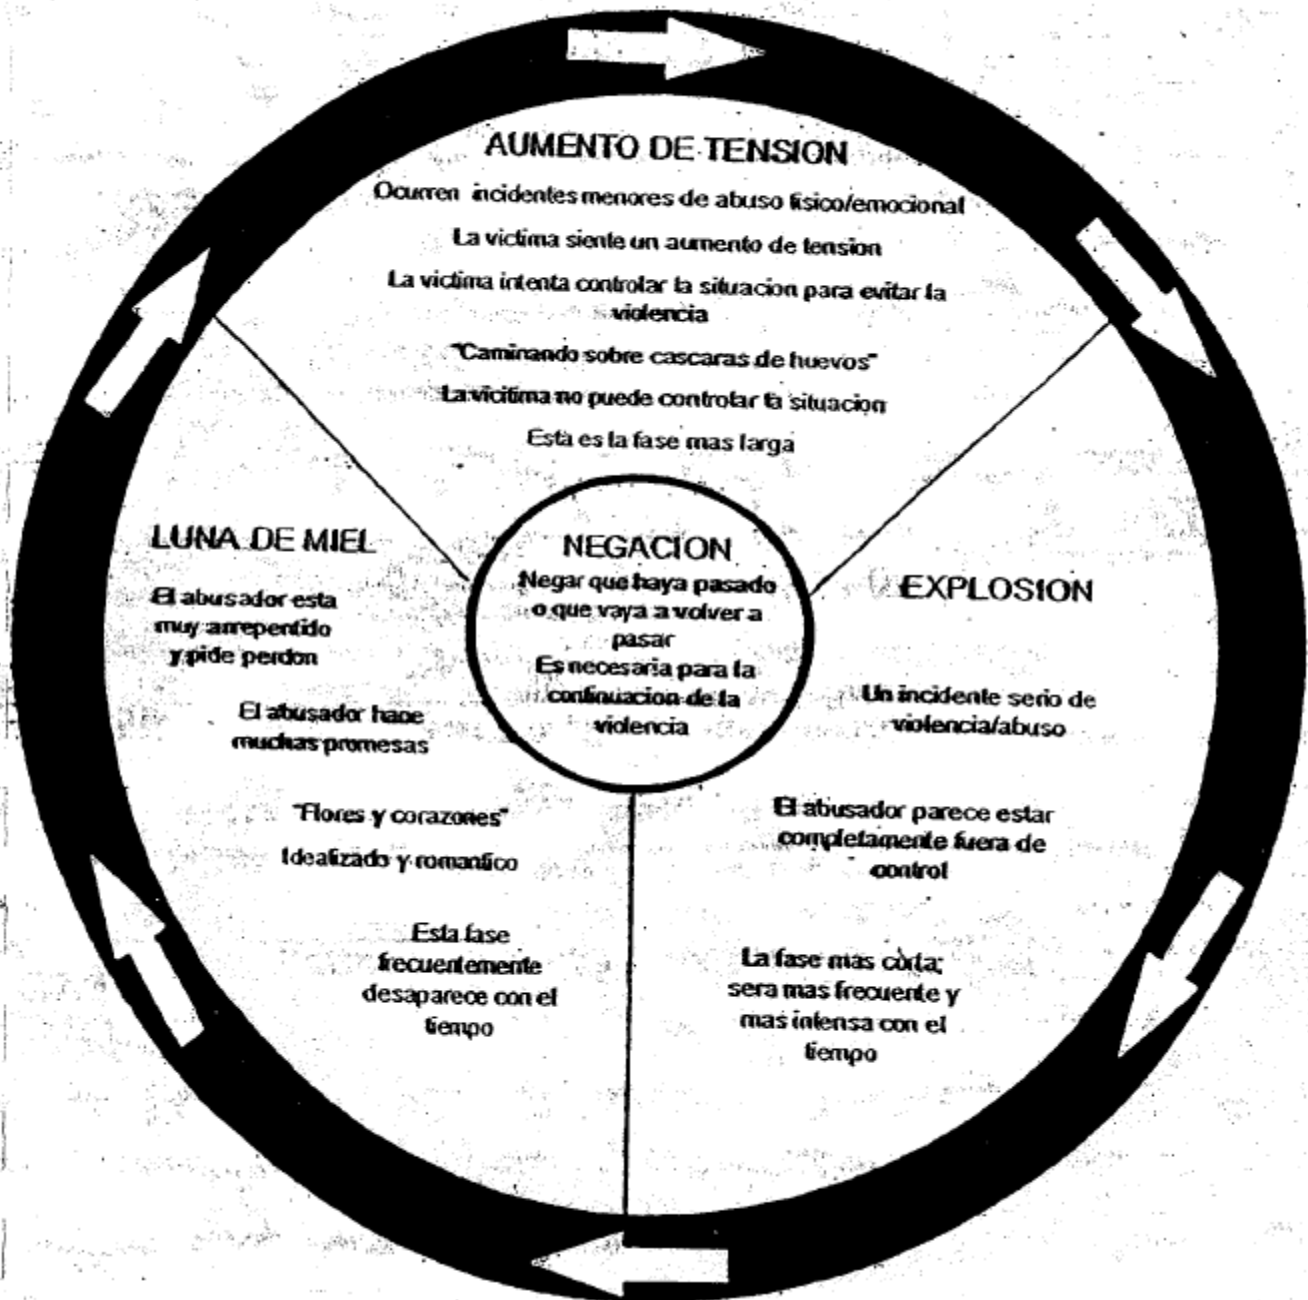 AUMENTO DE TENSION
Ocurren incidentes menores de abuso fisico/emocional
La victima siente un aumento de tension
La victima intenta controlar la situacion para evitar la
violencia
"Caminando sobre cascaras de huevos"
La vicitima no puede controlar la situacion
Esta es la fase mas larga
LUNA DE MIEL
El abusador esta
muy arrepentido
y pide perdon
El abusador hace
muchas promesas
"Flores y corazones"
Idealizado y romantico
Esta fase
frecuentemente
desaparece con el
tiempo
NEGACION
Negar que haya pasado
o que vaya a volver a
pasar
Es necesaria para la
continuacion de la
violencia
EXPLOSION
Un incidente serio de
violencia/abuso
El abusador parece estar
completamente fuera de
control
La fase mas corta;
sera mas frecuente y
mas intensa con el
tiempo